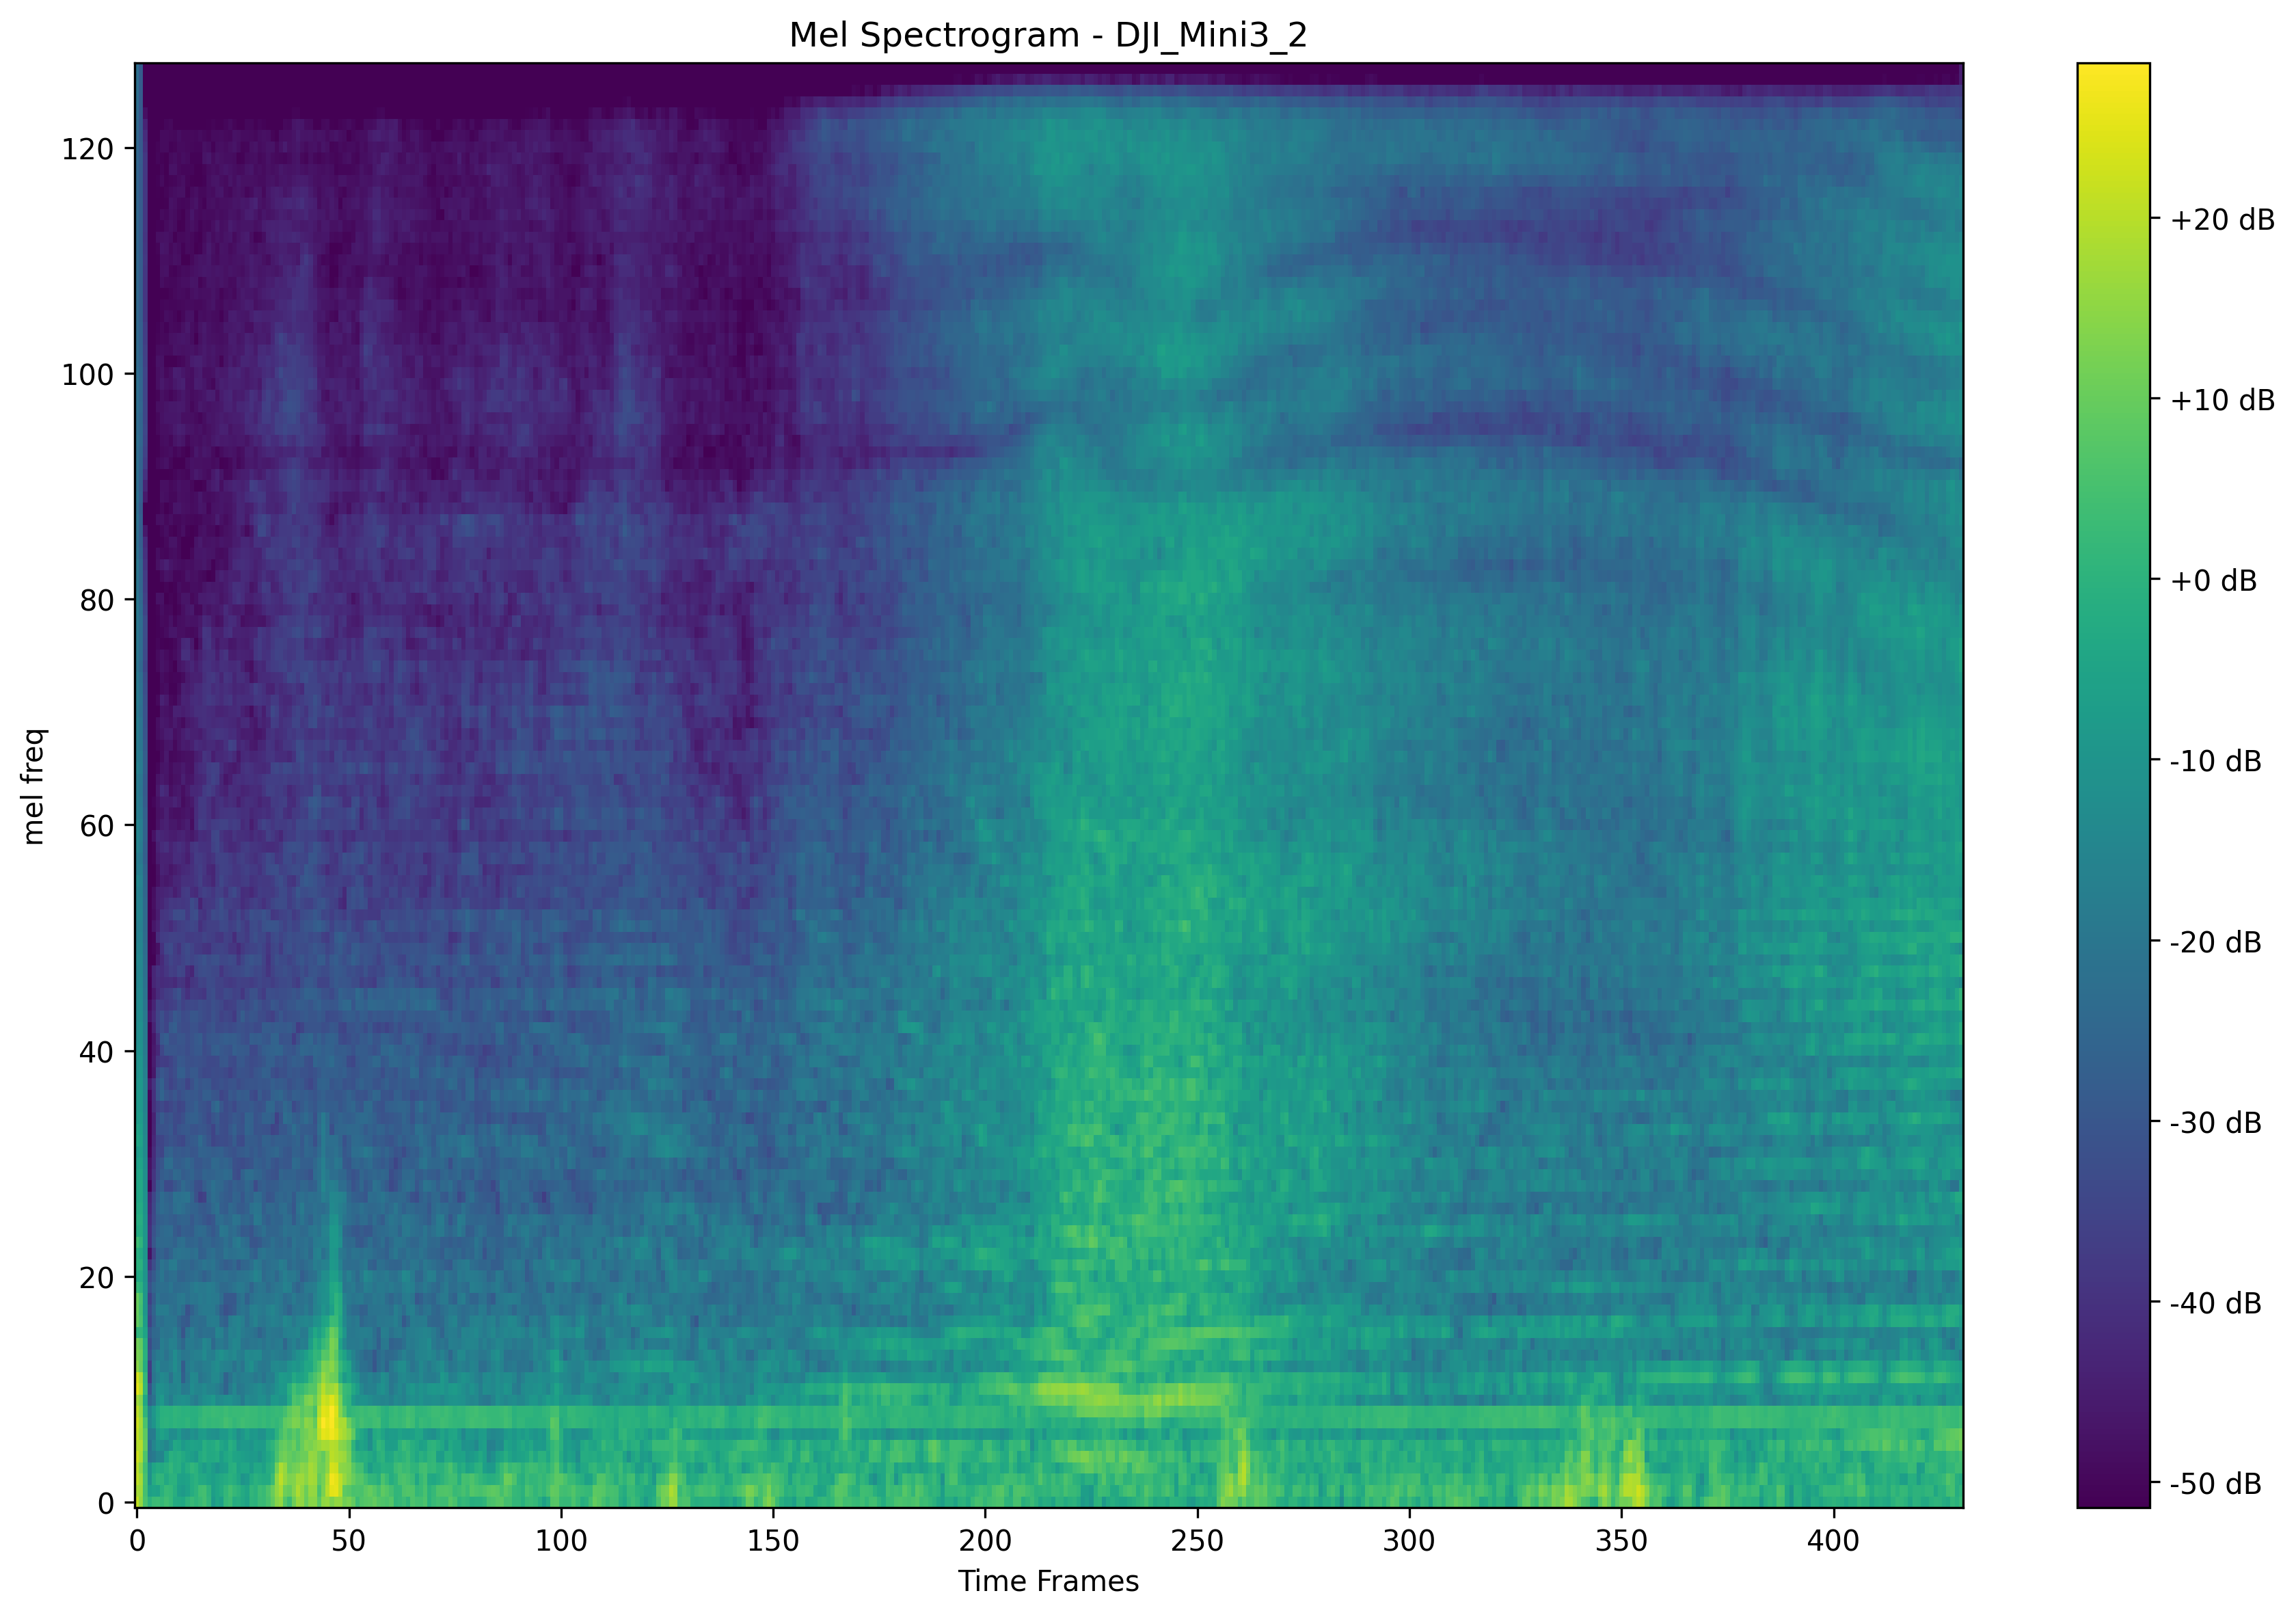 Mel Spectrogram - DJI_Mini3_2
120
100
80
60
40
20
0
mel freq
0 50 100 150 200 250 300 350 400
Time Frames
+20 dB
+10 dB
+0 dB
-10 dB
-20 dB
-30 dB
-40 dB
-50 dB